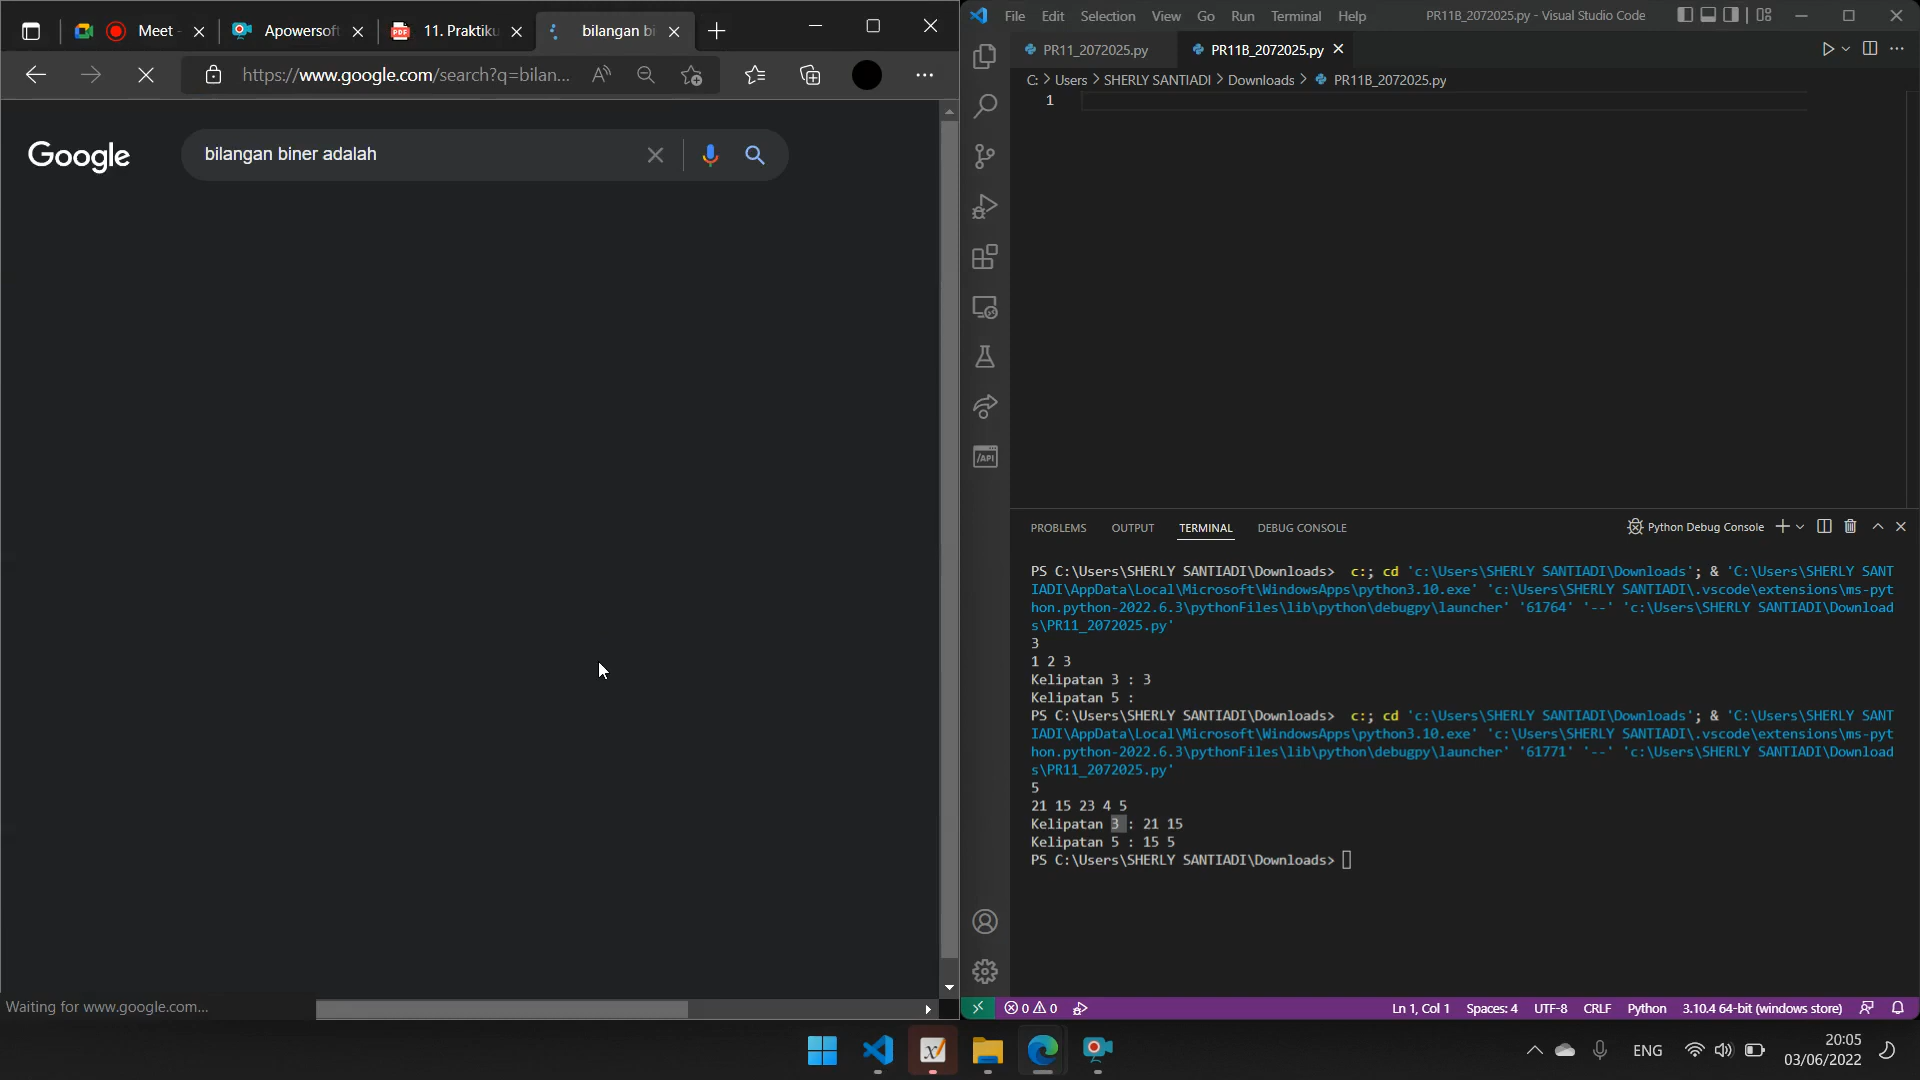 Meet
Apowersoft
PDF 11. Praktiku
bilangan bi
https://www.google.com/search?q=bilan...
Google
bilangan biner adalah
Waiting for www.google.com...
File Edit Selection View Go Run Terminal Help
PR11B_2072025.py - Visual Studio Code
PR11_2072025.py
PR11B_2072025.py
C: > Users > SHERLY SANTIADI > Downloads > PR11B_2072025.py
1
/API
PROBLEMS OUTPUT TERMINAL DEBUG CONSOLE
Python Debug Console
PS C:\Users\SHERLY SANTIADI\Downloads>  c:; cd 'c:\Users\SHERLY SANTIADI\Downloads'; & 'C:\Users\SHERLY SANT
IADI\AppData\Local\Microsoft\WindowsApps\python3.10.exe' 'c:\Users\SHERLY SANTIADI\.vscode\extensions\ms-pyt
hon.python-2022.6.3\pythonFiles\lib\python\debugpy\launcher' '61764' '--' 'c:\Users\SHERLY SANTIADI\Download
s\PR11_2072025.py'
3
1 2 3
Kelipatan 3 : 3
Kelipatan 5 :
PS C:\Users\SHERLY SANTIADI\Downloads>  c:; cd 'c:\Users\SHERLY SANTIADI\Downloads'; & 'C:\Users\SHERLY SANT
IADI\AppData\Local\Microsoft\WindowsApps\python3.10.exe' 'c:\Users\SHERLY SANTIADI\.vscode\extensions\ms-pyt
hon.python-2022.6.3\pythonFiles\lib\python\debugpy\launcher' '61771' '--' 'c:\Users\SHERLY SANTIADI\Download
s\PR11_2072025.py'
5
21 15 23 4 5
Kelipatan 3 : 21 15
Kelipatan 5 : 15 5
PS C:\Users\SHERLY SANTIADI\Downloads>
0 0
Ln 1, Col 1 Spaces: 4 UTF-8 CRLF Python 3.10.4 64-bit (windows store)
ENG
20:05
03/06/2022